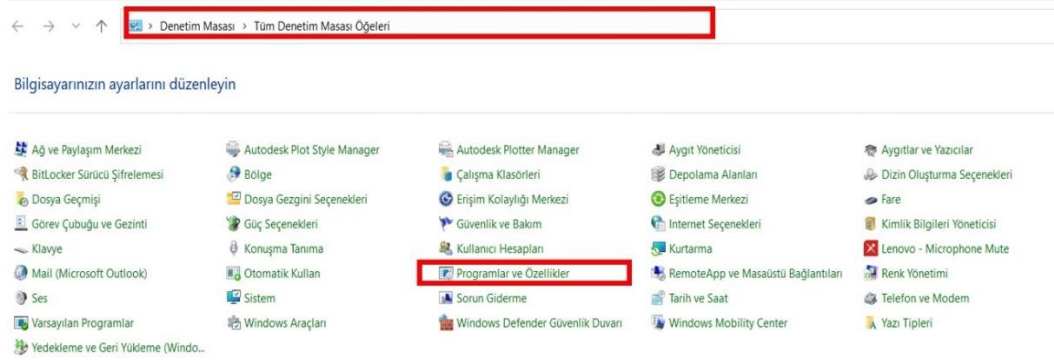 Denetim Masası > Tüm Denetim Masası Öğeleri
Bilgisayarınızın ayarlarını düzenleyin
Ağ ve Paylaşım Merkezi
Autodesk Plot Style Manager
Autodesk Plotter Manager
Aygıt Yöneticisi
Aygıtlar ve Yazıcılar
BitLocker Sürücü Şifrelemesi
Bölge
Çalışma Klasörleri
Depolama Alanları
Dizin Oluşturma Seçenekleri
Dosya Geçmişi
Dosya Gezgini Seçenekleri
Erişim Kolaylığı Merkezi
Eşitleme Merkezi
Fare
Görev Çubuğu ve Gezinti
Güç Seçenekleri
Güvenlik ve Bakım
İnternet Seçenekleri
Kimlik Bilgileri Yöneticisi
Klavye
Konuşma Tanıma
Kullanıcı Hesapları
Kurtarma
Lenovo - Microphone Mute
Mail (Microsoft Outlook)
Otomatik Kullan
Programlar ve Özellikler
RemoteApp ve Masaüstü Bağlantıları
Renk Yönetimi
Ses
Sistem
Sorun Giderme
Tarih ve Saat
Telefon ve Modem
Varsayılan Programlar
Windows Araçları
Windows Defender Güvenlik Duvarı
Windows Mobility Center
Yazı Tipleri
Yedekleme ve Geri Yükleme (Windo...